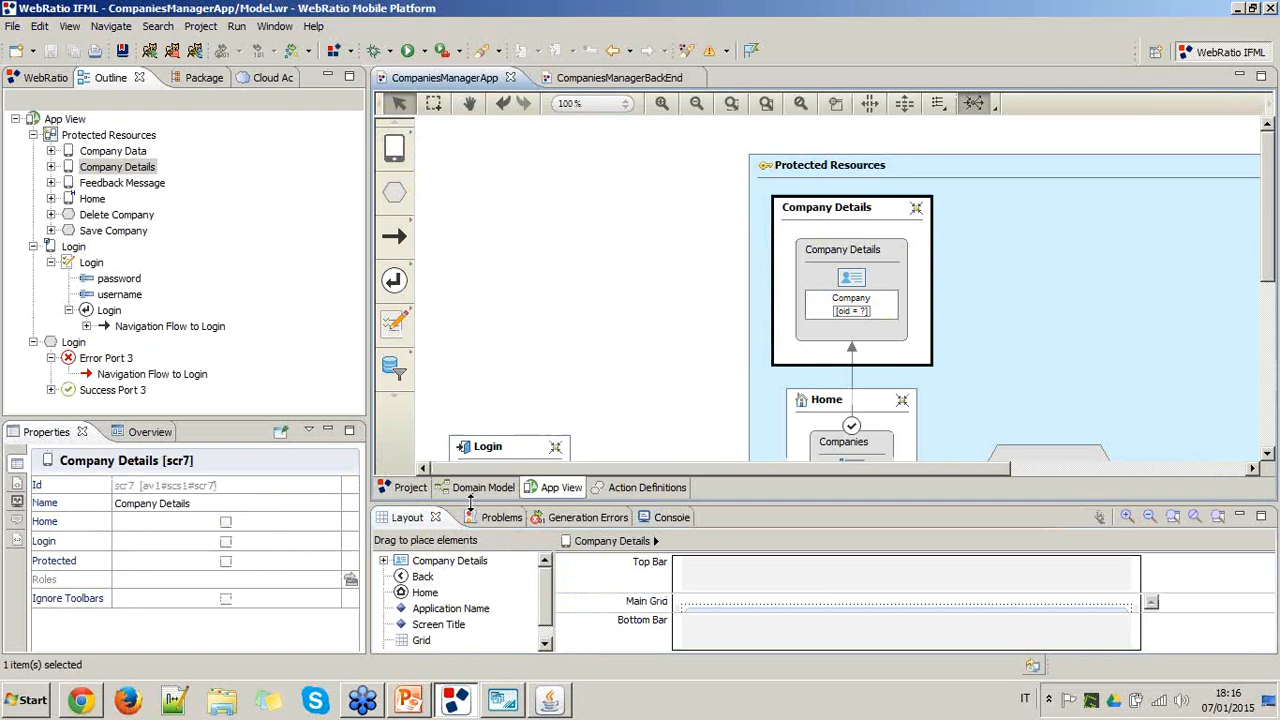 WebRatio IFML - CompaniesManagerApp/Model.wr - WebRatio Mobile Platform
File Edit View Navigate Search Project Run Window Help
WebRatio IFML
WebRatio Outline Package Cloud Ac
App View
Protected Resources
Company Data
Company Details
Feedback Message
Home
Delete Company
Save Company
Login
Login
password
username
Login
Navigation Flow to Login
Login
Error Port 3
Navigation Flow to Login
Success Port 3
CompaniesManagerApp CompaniesManagerBackEnd
100 %
Protected Resources
Company Details
Company Details
Company
[oid = ?]
Home
Companies
Login
Project Domain Model App View Action Definitions
Properties Overview
Company Details [scr7]
Id scr7 [av1#scs1#scr7]
Name Company Details
Home
Login
Protected
Roles
Ignore Toolbars
Layout Problems Generation Errors Console
Drag to place elements
Company Details
Back
Home
Application Name
Screen Title
Grid
Company Details
Top Bar
Main Grid
Bottom Bar
1 item(s) selected
Start
IT
18:16
07/01/2015